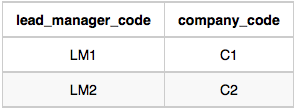 lead_manager_code company_code
LM1 C1
LM2 C2